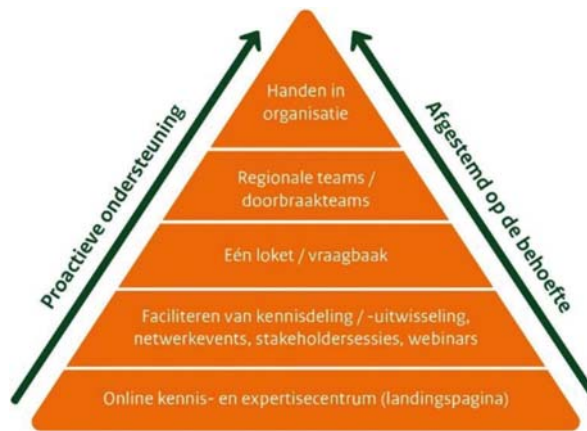 Handen in
organisatie
Regionale teams /
doorbraakteams
Eén loket / vraagbaak
Faciliteren van kennisdeling / -uitwisseling,
netwerkevents, stakeholdersessies, webinars
Online kennis- en expertisecentrum (landingspagina)
Proactieve ondersteuning
Afgestemd op de behoefte